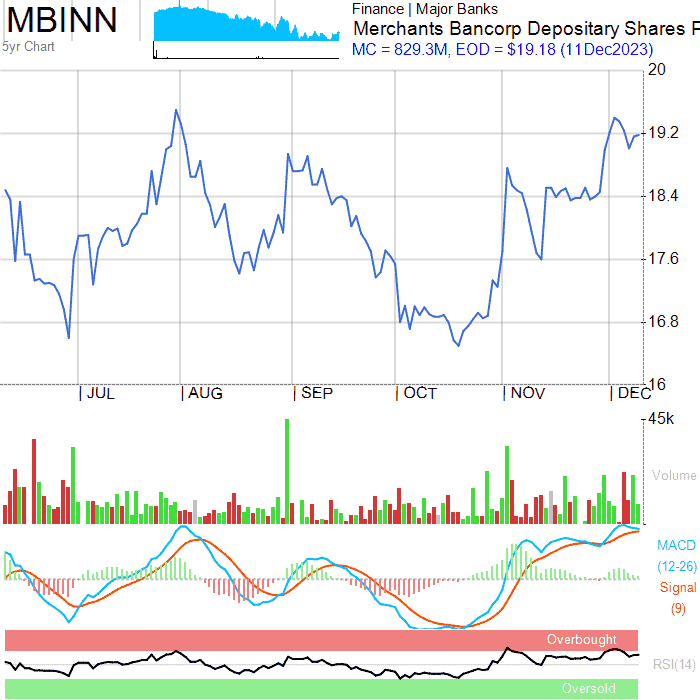 MBINN
5yr Chart
Finance | Major Banks
Merchants Bancorp Depositary Shares
MC = 829.3M, EOD = $19.18 (11Dec2023)
20
19.2
18.4
17.6
16.8
16
JUL AUG SEP OCT NOV DEC
45k
Volume
MACD
(12-26)
Signal
(9)
Overbought
RSI(14)
Oversold